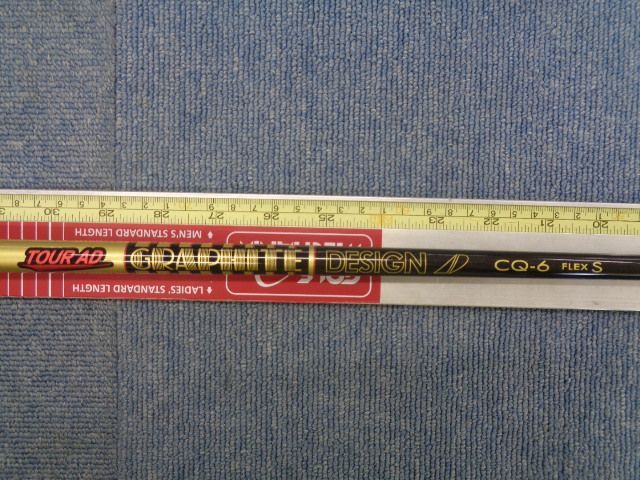 TOUR AD GRAPHITE DESIGN CQ-6 FLEX S
MEN'S STANDARD LENGTH
LADIES' STANDARD LENGTH
30 29 28 27 26 25 24 23 22 21 20